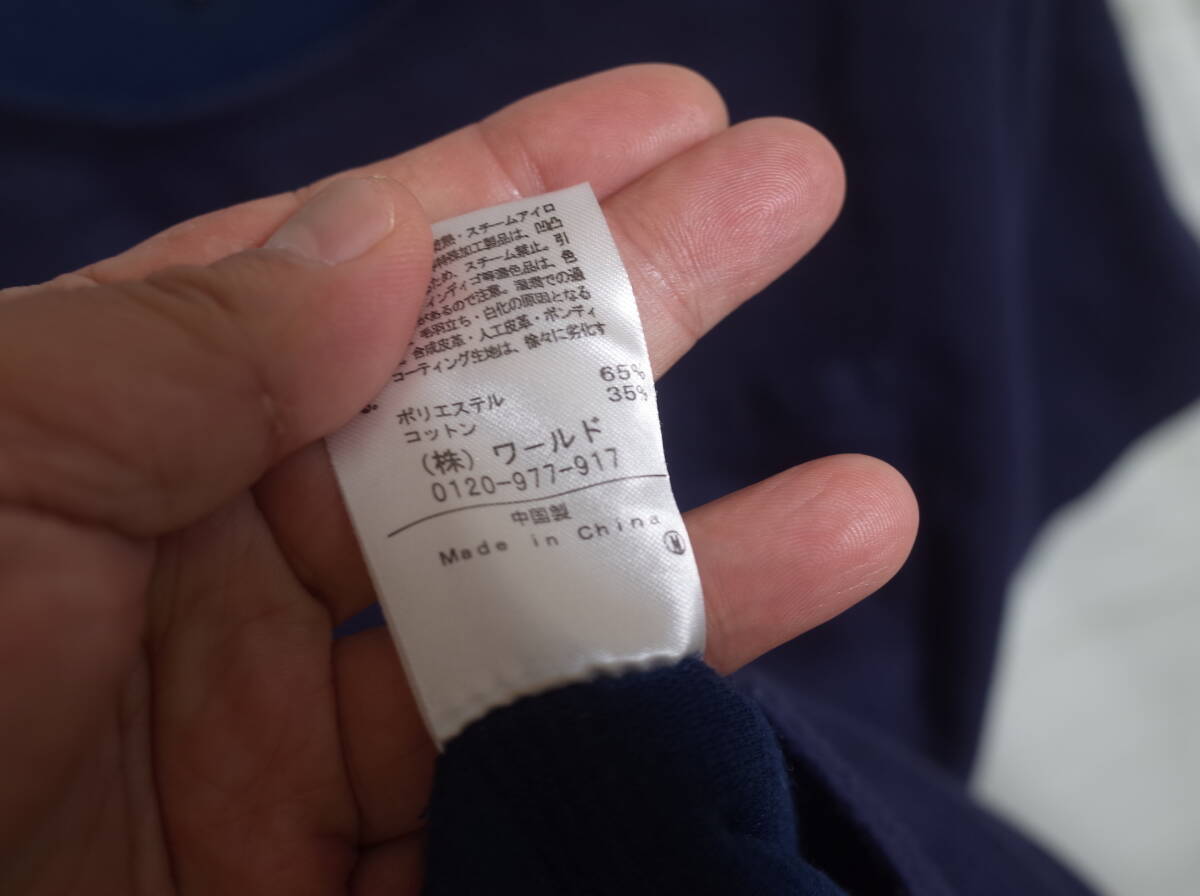 熱・スチームアイロ
特殊加工製品は、凹凸
ため、スチーム禁止。引
ンディゴ等濃色品は、色
があるので注意。湿潤での過
毛羽立ち・白化の原因となる
合成皮革・人工皮革・ボンディ
コーティング生地は、徐々に劣化す
ポリエステル 65%
コットン 35%
(株) ワールド
0120-977-917
中国製
Made in China
W